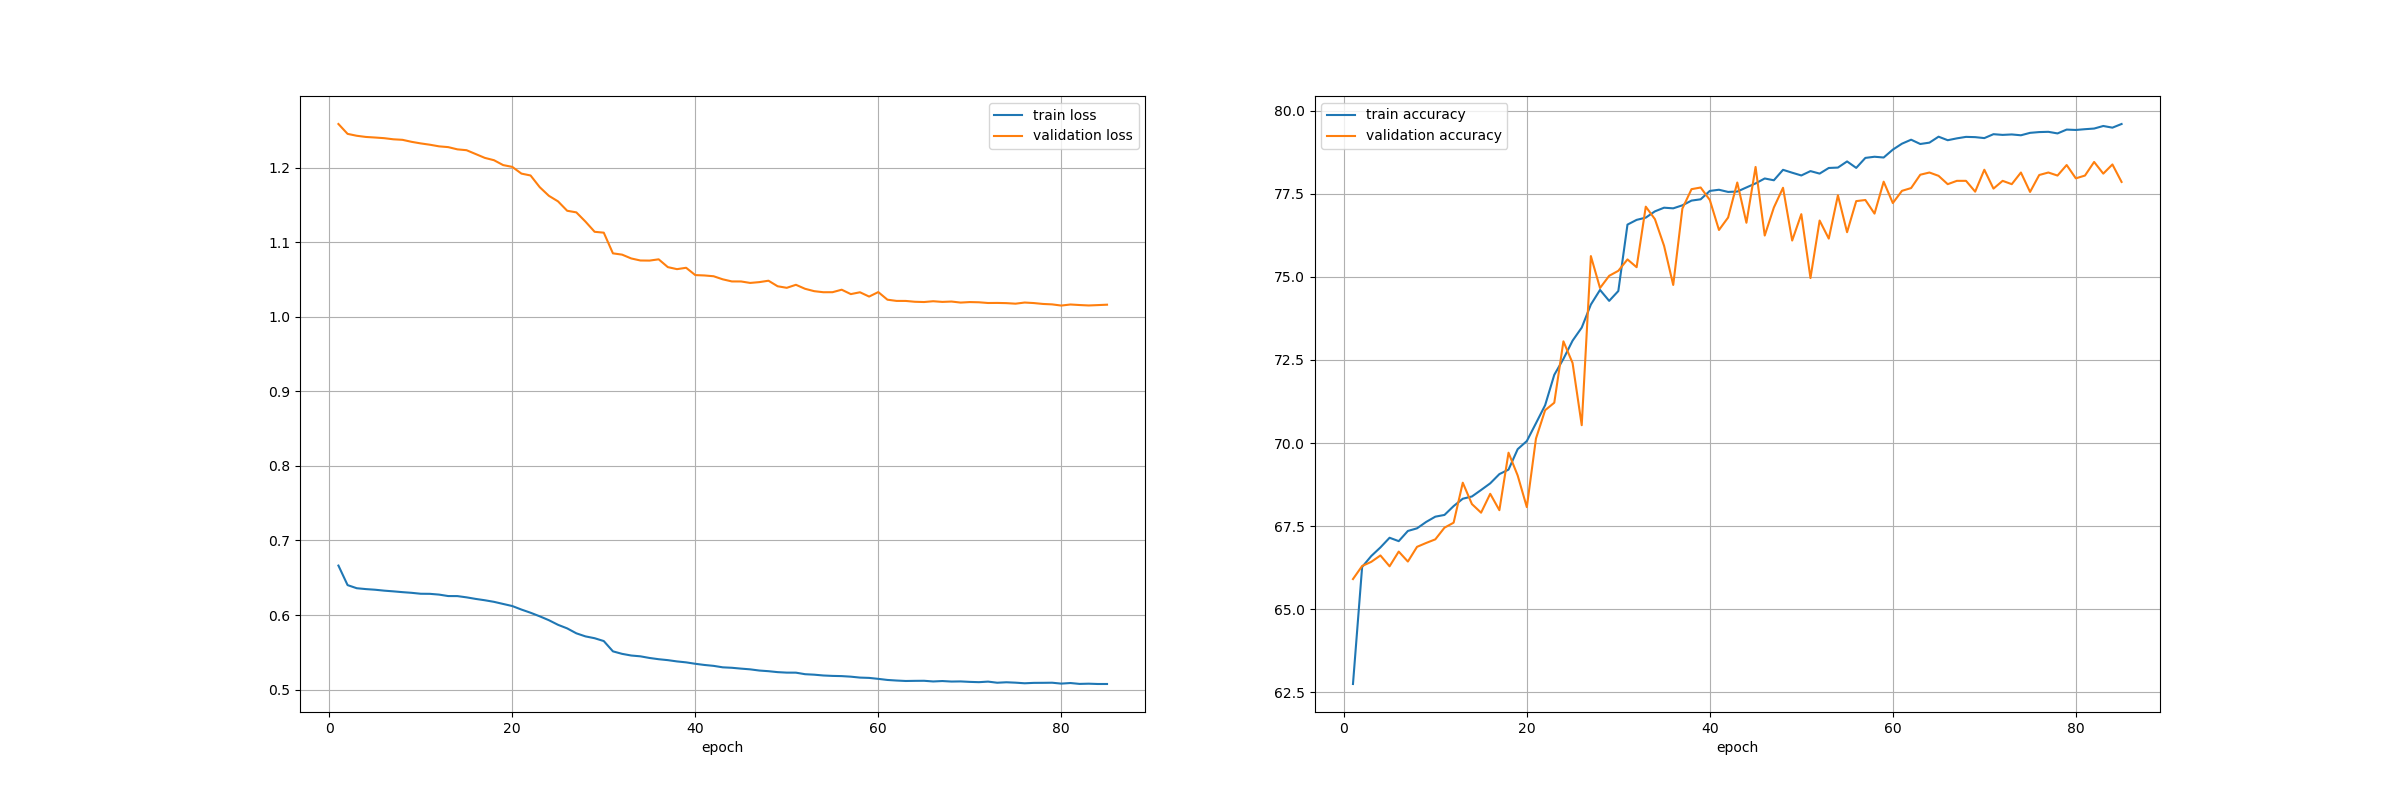 train loss
validation loss
1.2
1.1
1.0
0.9
0.8
0.7
0.6
0.5
0 20 40 60 80
epoch
train accuracy
validation accuracy
80.0
77.5
75.0
72.5
70.0
67.5
65.0
62.5
0 20 40 60 80
epoch